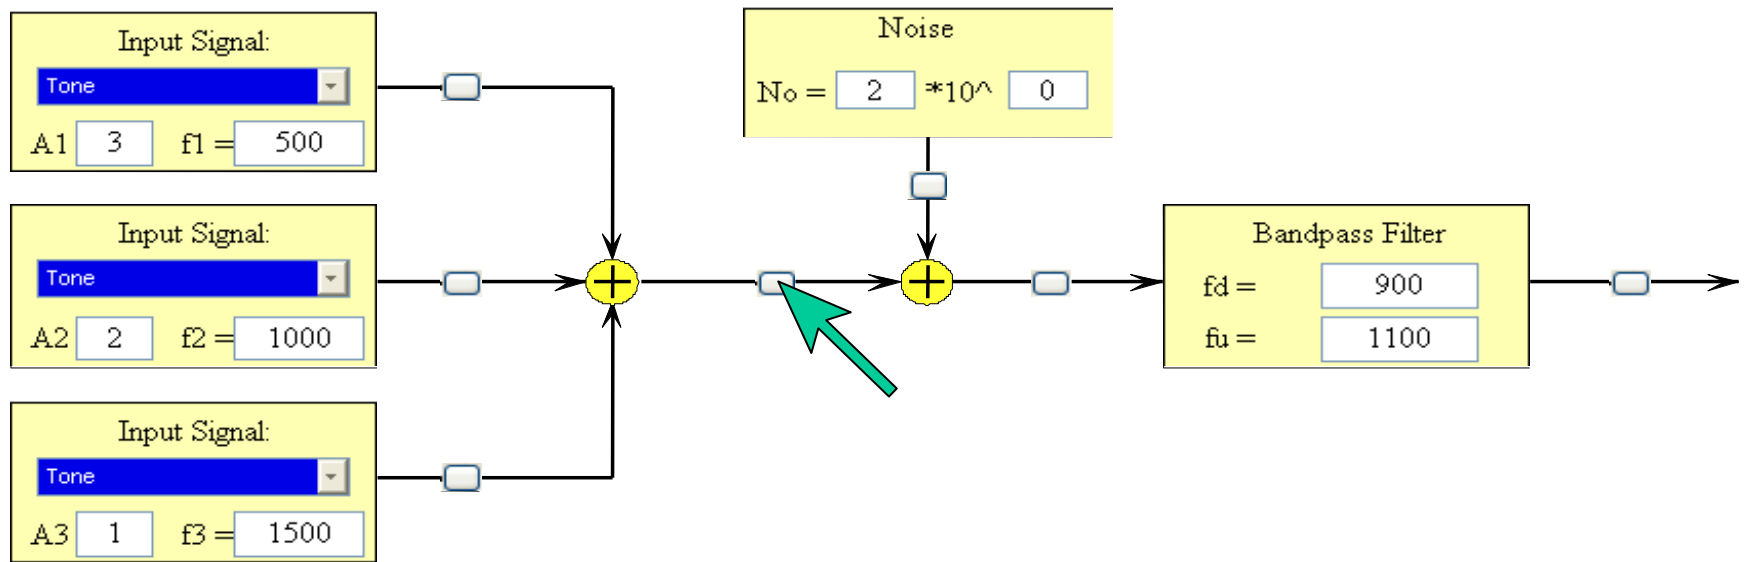 Input Signal:
Tone
A1 3 f1 = 500
Input Signal:
Tone
A2 2 f2 = 1000
Input Signal:
Tone
A3 1 f3 = 1500
Noise
No = 2 *10^ 0
Bandpass Filter
fd = 900
fu = 1100